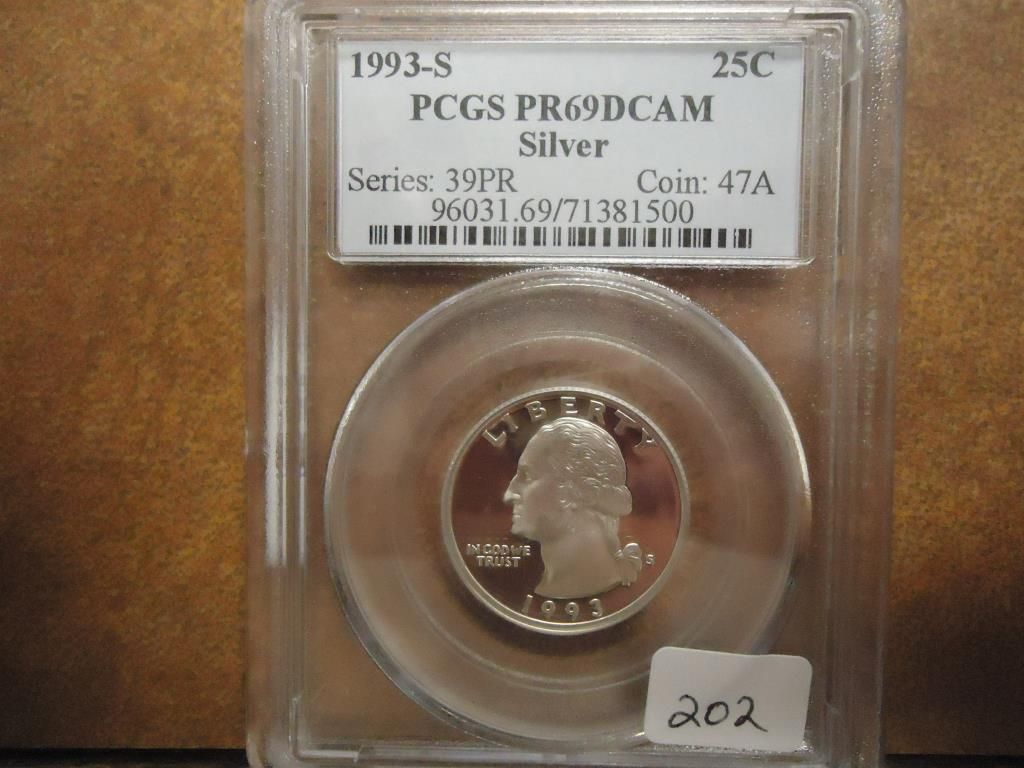 1993-S 25C
PCGS PR69DCAM
Silver
Series: 39PR Coin: 47A
96031.69/71381500
LIBERTY
IN GOD WE
TRUST
S
1993
202